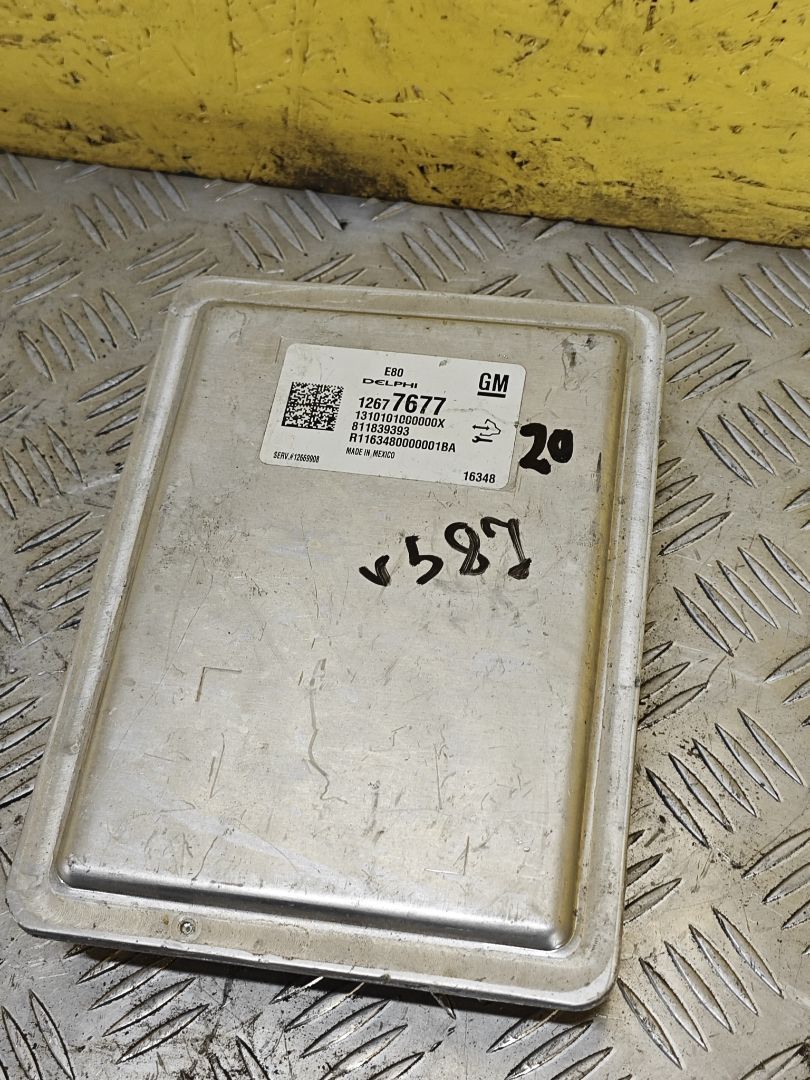 E80
DELPHI
GM
12677677
1310101000000X
811839393
R1163480000001BA
SERV.#12669908
MADE IN MEXICO
16348
20
v587